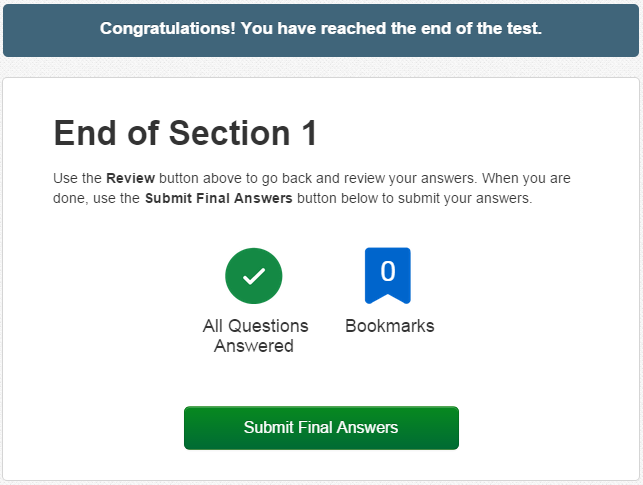 Congratulations! You have reached the end of the test.
End of Section 1
Use the Review button above to go back and review your answers. When you are
done, use the Submit Final Answers button below to submit your answers.
0
All Questions
Answered
Bookmarks
Submit Final Answers